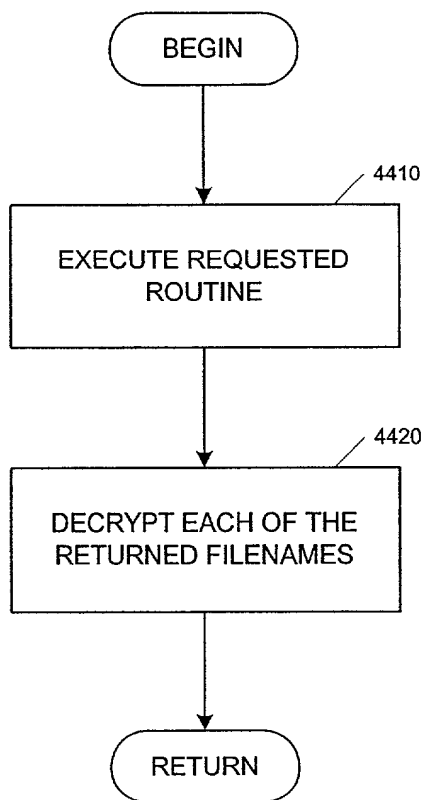 BEGIN
4410
EXECUTE REQUESTED
ROUTINE
4420
DECRYPT EACH OF THE
RETURNED FILENAMES
RETURN